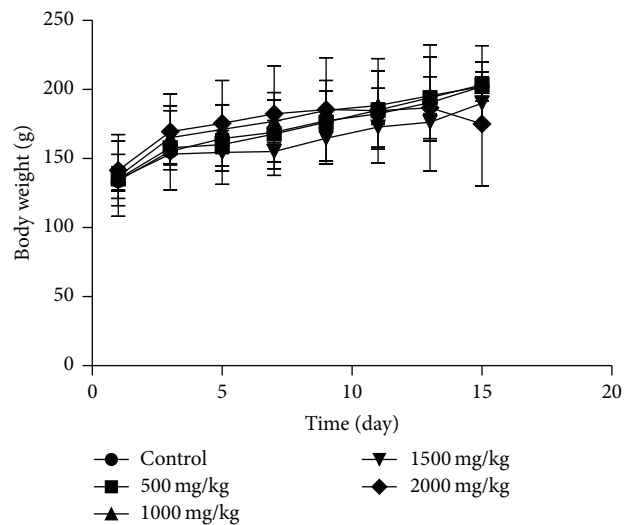 250
200
150
100
50
0
Body weight (g)
0 5 10 15 20
Time (day)
Control
500 mg/kg
1000 mg/kg
1500 mg/kg
2000 mg/kg